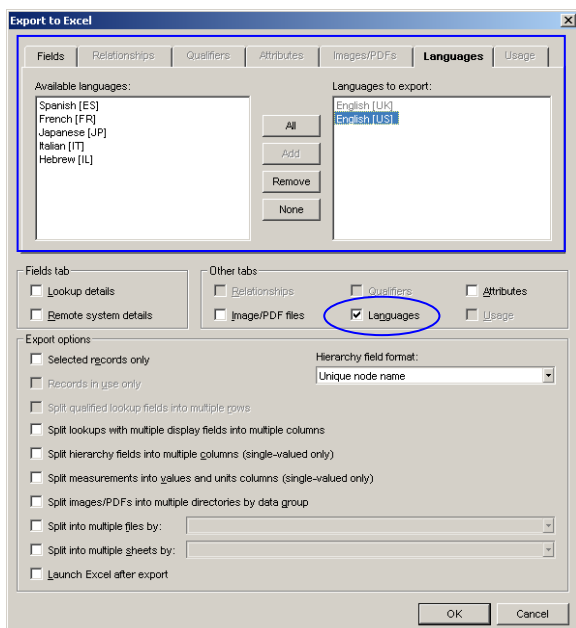 Export to Excel
Fields Relationships Qualifiers Attributes Images/PDFs Languages Usage
Available languages: Languages to export:
Spanish [ES]
French [FR]
Japanese [JP]
Italian [IT]
Hebrew [IL]
All
Add
Remove
None
English [UK]
English [US]
Fields tab
Lookup details
Remote system details
Other tabs
Relationships Qualifiers Attributes
Image/PDF files Languages Usage
Export options
Selected records only
Records in use only
Hierarchy field format:
Unique node name
Split qualified lookup fields into multiple rows
Split lookups with multiple display fields into multiple columns
Split hierarchy fields into multiple columns (single-valued only)
Split measurements into values and units columns (single-valued only)
Split images/PDFs into multiple directories by data group
Split into multiple files by:
Split into multiple sheets by:
Launch Excel after export
OK Cancel